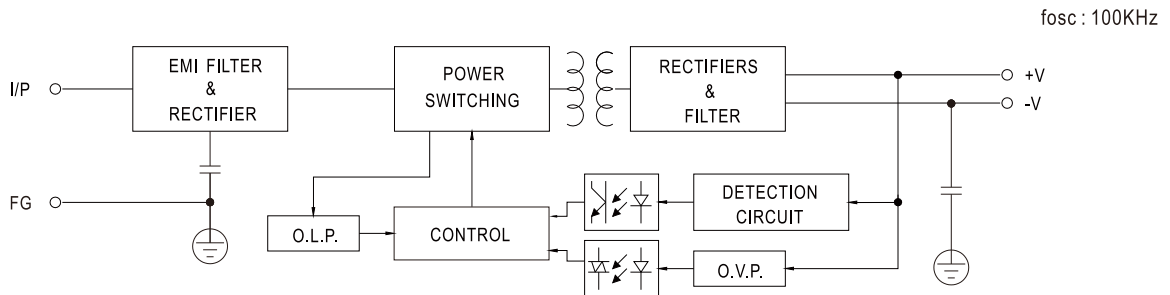 fosc : 100KHz
I/P
EMI FILTER
&
RECTIFIER
POWER
SWITCHING
RECTIFIERS
&
FILTER
+V
-V
FG
O.L.P.
CONTROL
DETECTION
CIRCUIT
O.V.P.